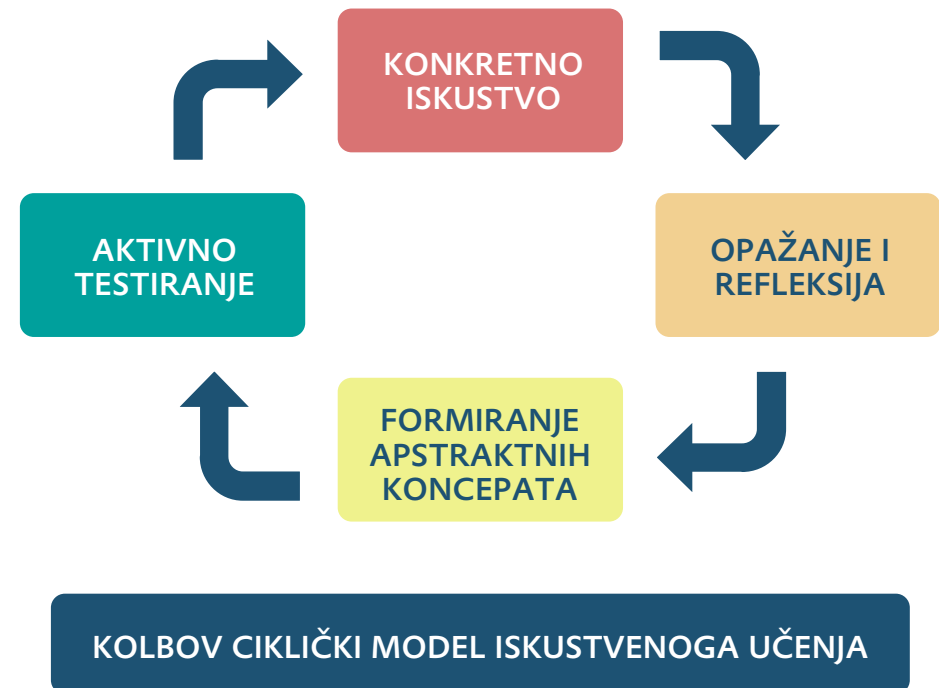 KONKRETNO
ISKUSTVO
OPAŽANJE I
REFLEKSIJA
FORMIRANJE
APSTRAKTNIH
KONCEPATA
AKTIVNO
TESTIRANJE
KOLBOV CIKLIČKI MODEL ISKUSTVENOGA UČENJA